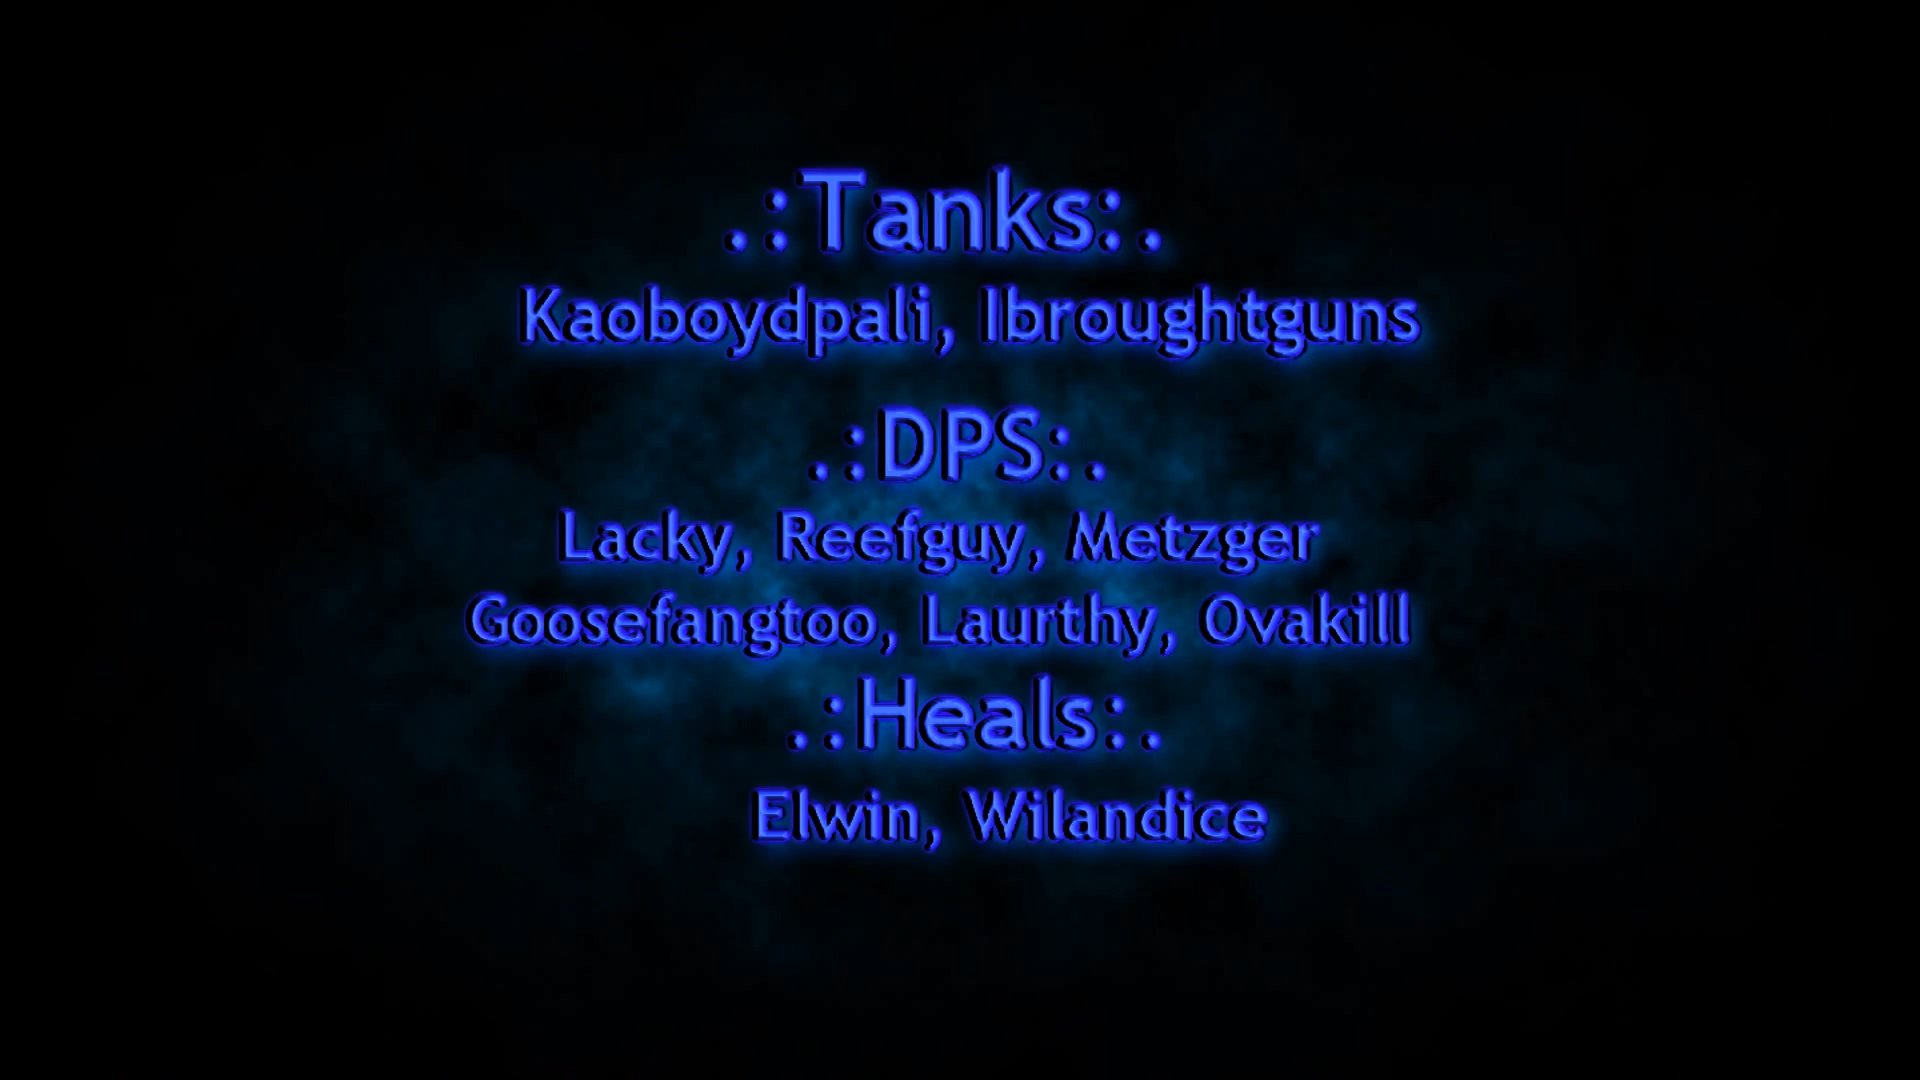 .:Tanks:.
Kaoboydpali, Ibroughtguns
.:DPS:.
Lacky, Reefguy, Metzger
Goosefangtoo, Laurthy, Ovakill
.:Heals:.
Elwin, Wilandice